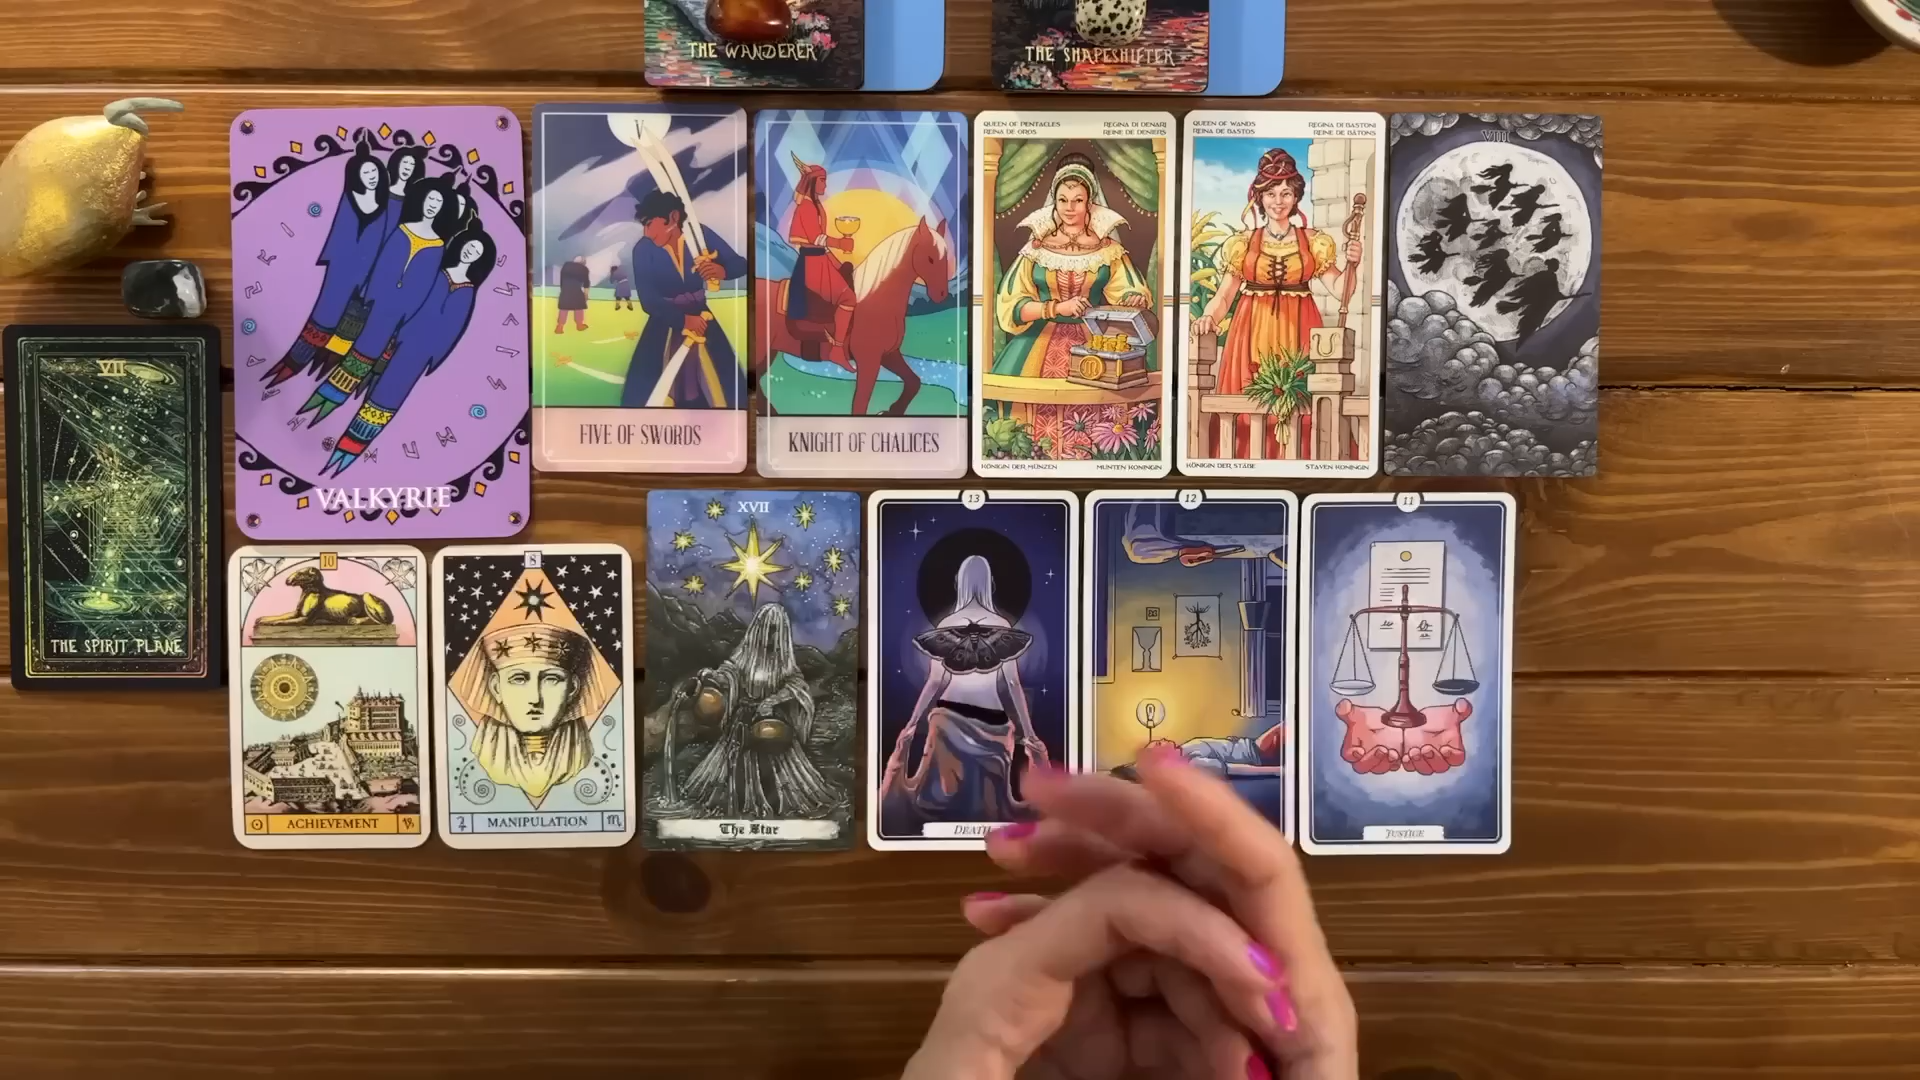 THE WANDERER
THE SHAPESHIFTER
VII
THE SPIRIT PLANE
VALKYRIE
V
FIVE OF SWORDS
KNIGHT OF CHALICES
QUEEN OF PENTACLES
REINA DE OROS
REGINA DI DENARI
REINE DE DENIERS
KÖNIGIN DER MÜNZEN
MUNTEN KONINGIN
QUEEN OF WANDS
REINA DE BASTOS
REGINA DI BASTONI
REINE DE BÂTONS
KÖNIGIN DER STÄBE
STAVEN KONINGIN
VIII
10
ACHIEVEMENT
8
MANIPULATION
XVII
The Star
13
DEATH
12
11
JUSTICE